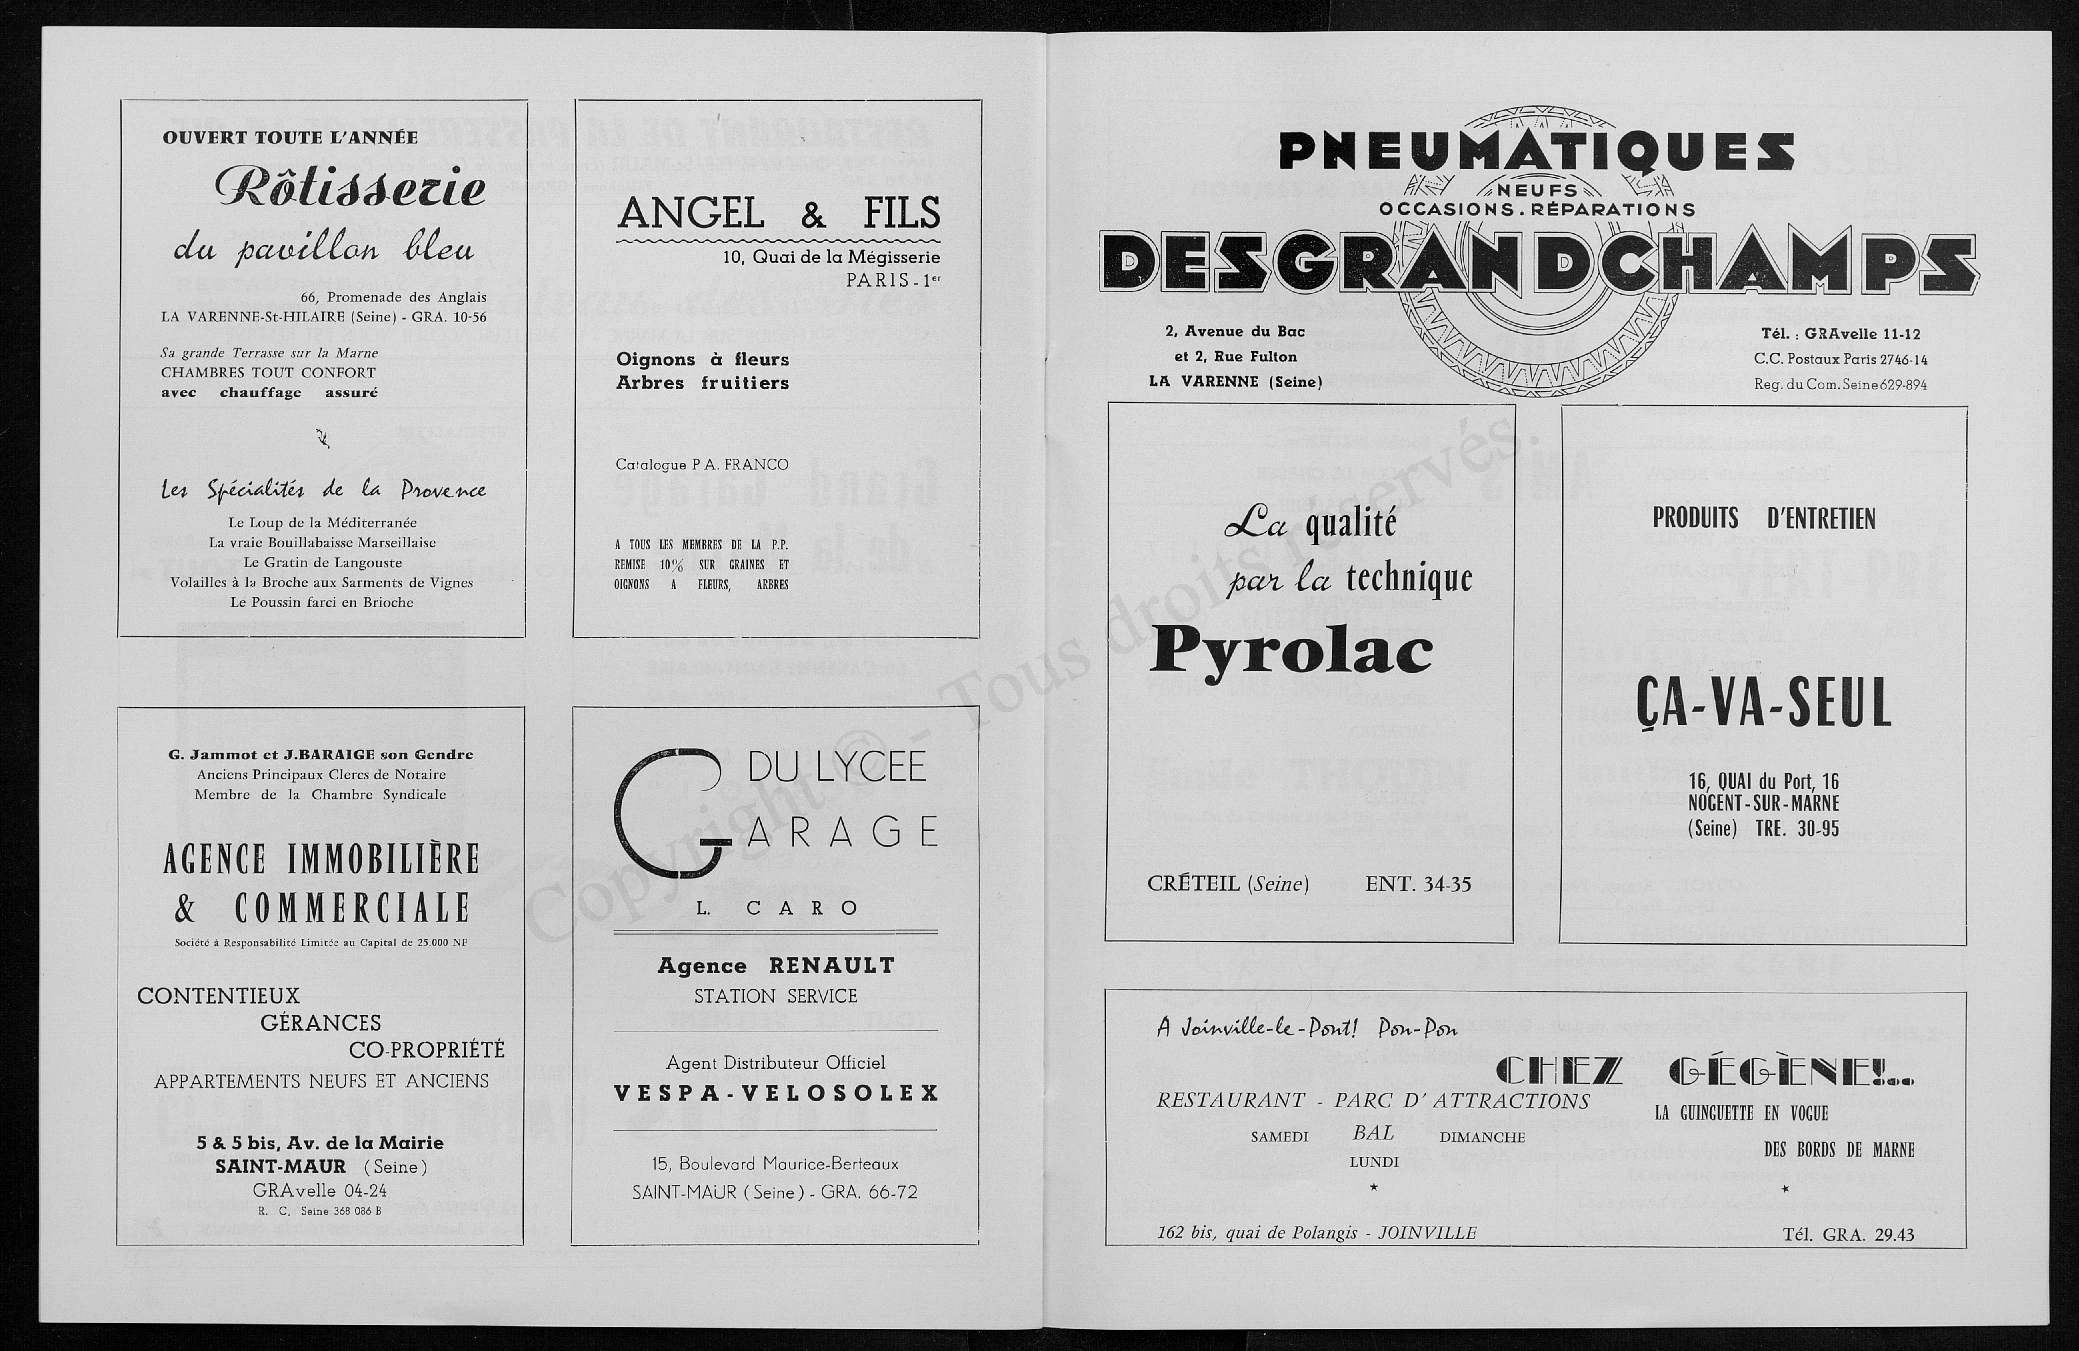 OUVERT TOUTE L'ANNÉE
Rôtisserie
du pavillon bleu
66, Promenade des Anglais
LA VARENNE-St-HILAIRE (Seine) - GRA. 10-56
Sa grande Terrasse sur la Marne
CHAMBRES TOUT CONFORT
avec chauffage assuré
Les Spécialités de la Provence
Le Loup de la Méditerranée
La vraie Bouillabaisse Marseillaise
Le Gratin de Langouste
Volailles à la Broche aux Sarments de Vignes
Le Poussin farci en Brioche
ANGEL & FILS
10, Quai de la Mégisserie
PARIS-1er
Oignons à fleurs
Arbres fruitiers
Catalogue P.A. FRANCO
A TOUS LES MEMBRES DE LA P.P.
REMISE 10% SUR GRAINES ET
OIGNONS A FLEURS, ARBRES
G. Jammot et J.BARAIGE son Gendre
Anciens Principaux Clercs de Notaire
Membre de la Chambre Syndicale
AGENCE IMMOBILIÈRE
& COMMERCIALE
Société à Responsabilité Limitée au Capital de 25.000 NF
CONTENTIEUX
GÉRANCES
CO-PROPRIÉTÉ
APPARTEMENTS NEUFS ET ANCIENS
5 & 5 bis, Av. de la Mairie
SAINT-MAUR (Seine)
GRAvelle 04-24
R. C. Seine 368 086 B
DU LYCEE
GARAGE
L. CARO
Agence RENAULT
STATION SERVICE
Agent Distributeur Officiel
VESPA-VELOSOLEX
15, Boulevard Maurice-Berteaux
SAINT-MAUR (Seine) - GRA. 66-72
PNEUMATIQUES
NEUFS
OCCASIONS.RÉPARATIONS
DESGRANDCHAMPS
2, Avenue du Bac
et 2, Rue Fulton
LA VARENNE (Seine)
Tél. : GRAvelle 11-12
C.C. Postaux Paris 2746-14
Reg. du Com. Seine 629-894
La qualité
par la technique
Pyrolac
CRÉTEIL (Seine) ENT. 34-35
PRODUITS D'ENTRETIEN
ÇA-VA-SEUL
16, QUAI du Port, 16
NOGENT-SUR-MARNE
(Seine) TRE. 30-95
A Joinville-le-Pont! Pon-Pon
CHEZ GÉGÈNE!..
RESTAURANT - PARC D'ATTRACTIONS
LA GUINGUETTE EN VOGUE
SAMEDI BAL DIMANCHE
LUNDI
DES BORDS DE MARNE
162 bis, quai de Polangis - JOINVILLE
Tél. GRA. 29.43
Copyright © - Tous droits réservés.